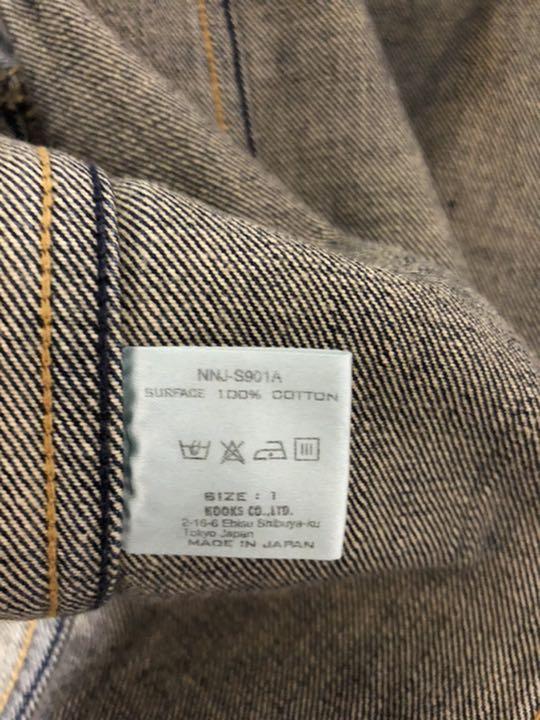 NNJ-S901A
SURFACE 100% COTTON
SIZE : 1
KOOKS CO.,LTD.
2-16-6 Ebisu Shibuya-ku
Tokyo Japan
MADE IN JAPAN